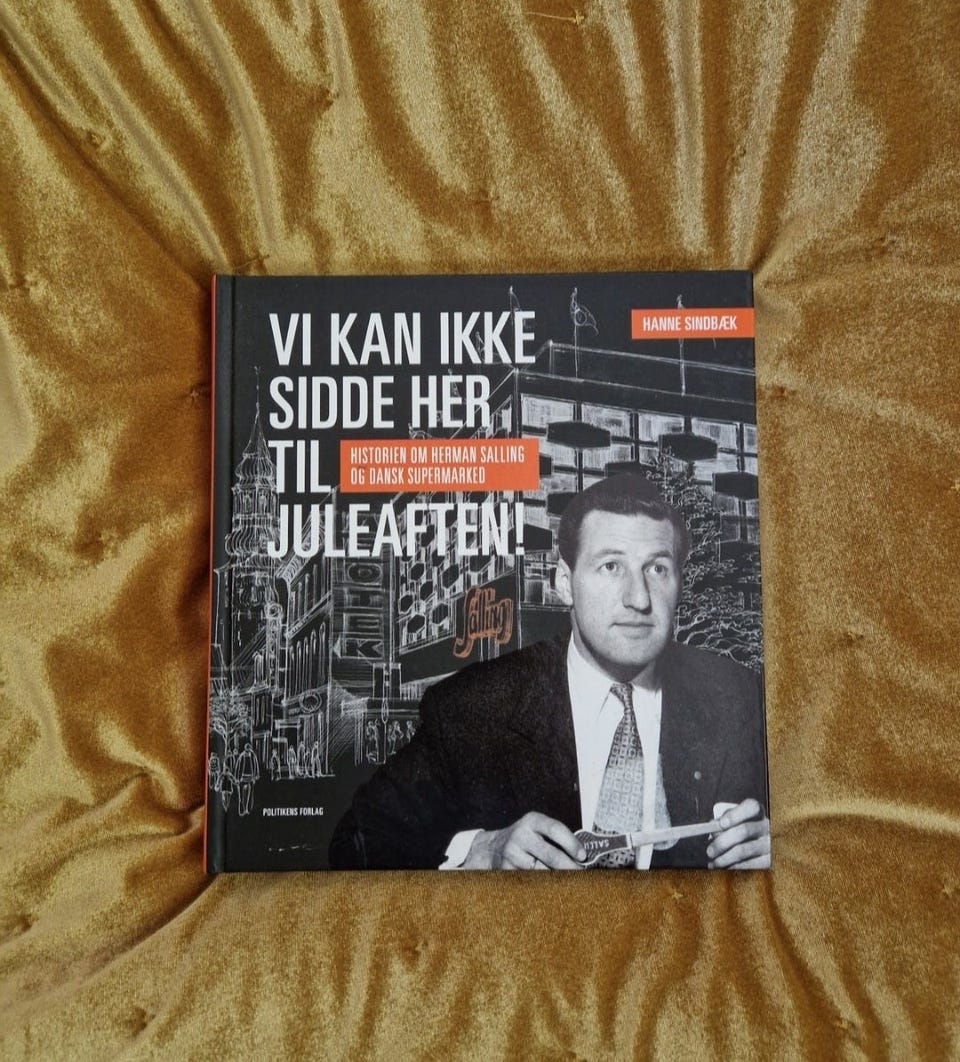 VI KAN IKKE
SIDDE HER
TIL
JULEAFTEN!
HISTORIEN OM HERMAN SALLING
OG DANSK SUPERMARKED
HANNE SINDBÆK
Salling
POLITIKENS FORLAG